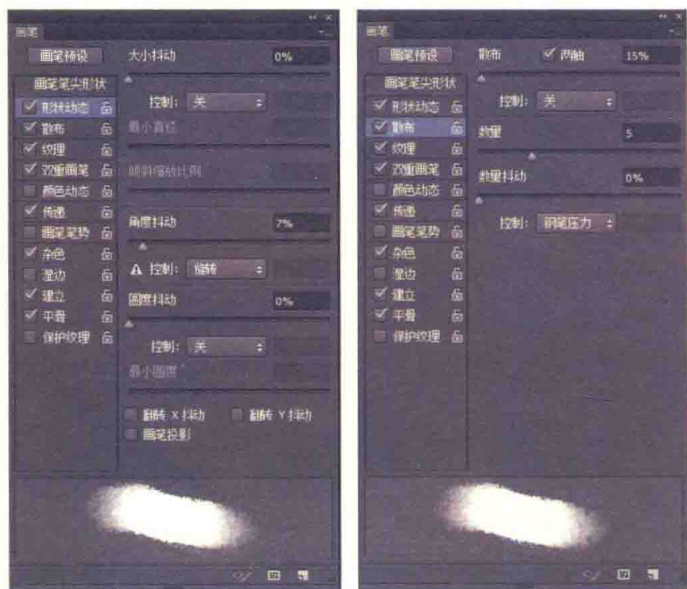 画笔
画笔预设
大小抖动
0%
画笔笔尖形状
控制: 关
形状动态
最小直径
散布
纹理
倾斜缩放比例
双重画笔
颜色动态
角度抖动
7%
传递
画笔笔势
控制: 旋转
杂色
湿边
圆度抖动
0%
建立
平滑
控制: 关
保护纹理
最小圆度
翻转 X 抖动
翻转 Y 抖动
画笔投影
画笔
画笔预设
散布
两轴
15%
画笔笔尖形状
控制: 关
形状动态
散布
数量
5
纹理
双重画笔
数量抖动
0%
颜色动态
传递
控制: 钢笔压力
画笔笔势
杂色
湿边
建立
平滑
保护纹理